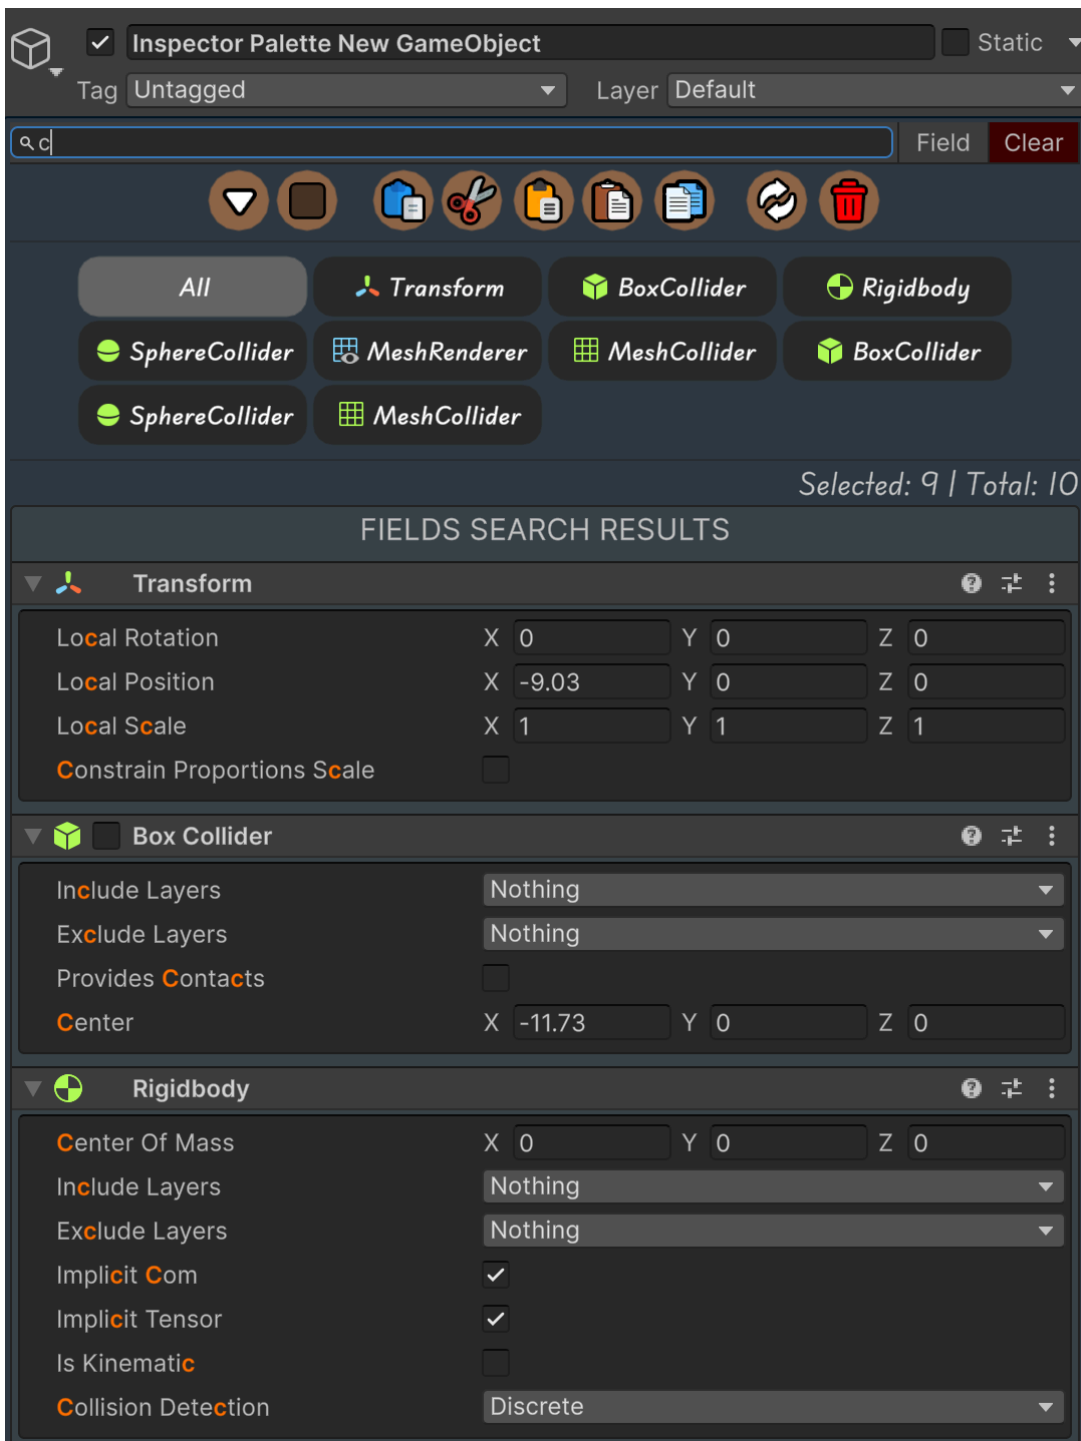 Inspector Palette New GameObject Static
Tag Untagged Layer Default
c Field Clear
All Transform BoxCollider Rigidbody
SphereCollider MeshRenderer MeshCollider BoxCollider
SphereCollider MeshCollider
Selected: 9 | Total: 10
FIELDS SEARCH RESULTS
Transform
Local Rotation X 0 Y 0 Z 0
Local Position X -9.03 Y 0 Z 0
Local Scale X 1 Y 1 Z 1
Constrain Proportions Scale
Box Collider
Include Layers Nothing
Exclude Layers Nothing
Provides Contacts
Center X -11.73 Y 0 Z 0
Rigidbody
Center Of Mass X 0 Y 0 Z 0
Include Layers Nothing
Exclude Layers Nothing
Implicit Com
Implicit Tensor
Is Kinematic
Collision Detection Discrete